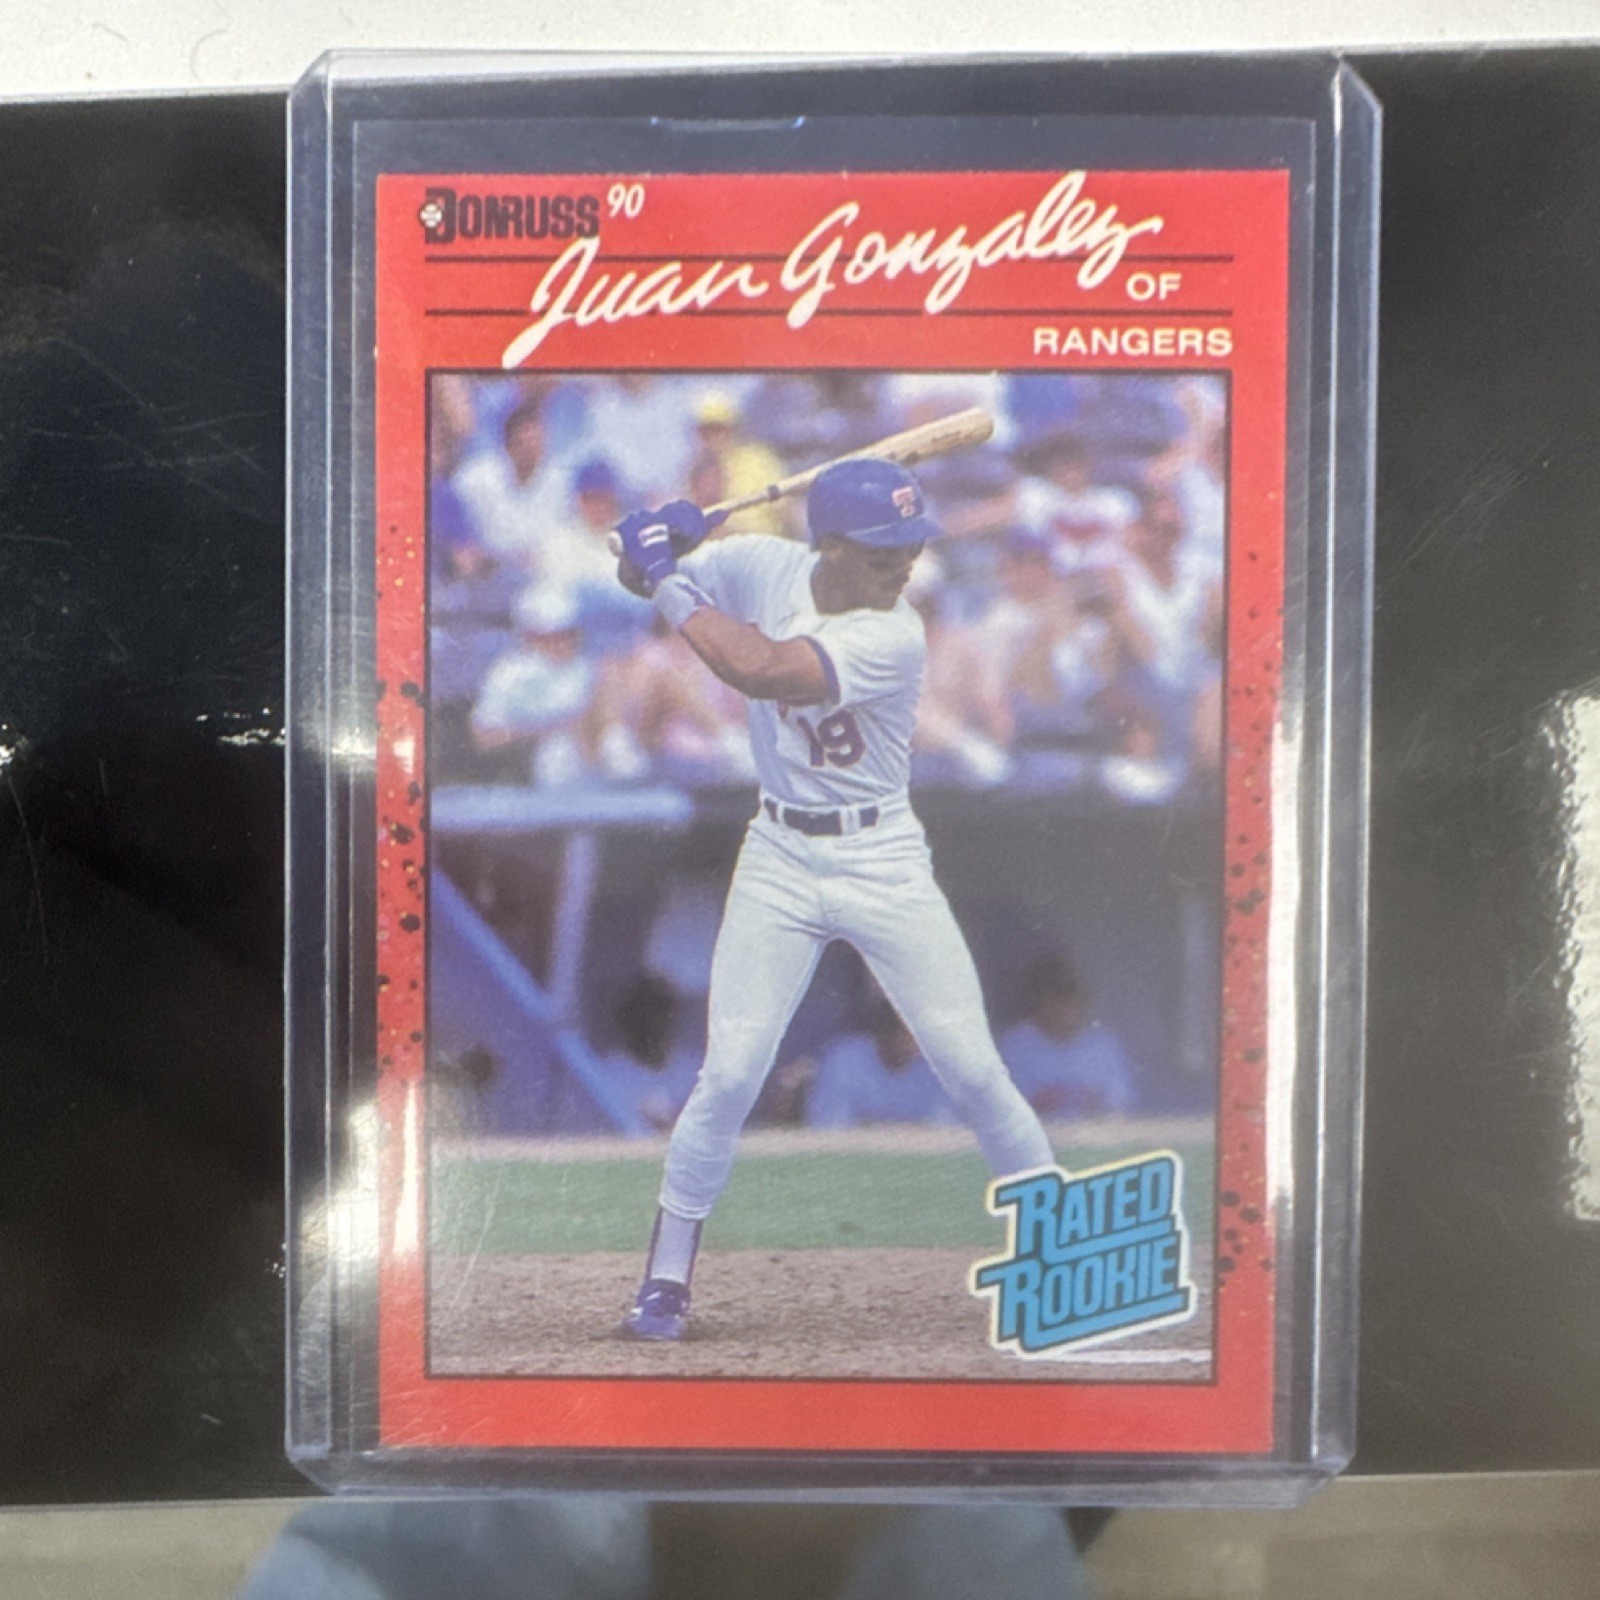 DONRUSS 90
Juan Gonzalez
OF
RANGERS
T
19
RATED
ROOKIE